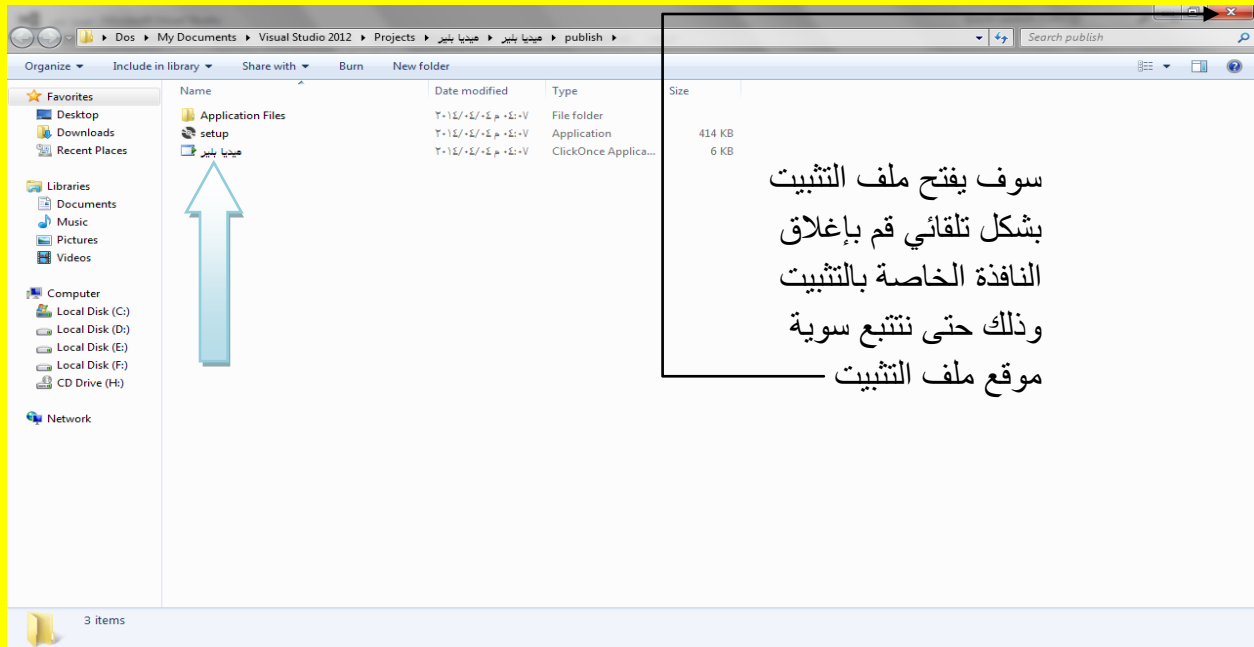 Dos ▸ My Documents ▸ Visual Studio 2012 ▸ Projects ▸ ميديا بلير ▸ ميديا بلير ▸ publish ▸
Search publish
Organize Include in library Share with Burn New folder
Name Date modified Type Size
Application Files ٢٠١٤/٠٤/٠٤ م ٠٤:٠٧ File folder
setup ٢٠١٤/٠٤/٠٤ م ٠٤:٠٧ Application 414 KB
ميديا بلير ٢٠١٤/٠٤/٠٤ م ٠٤:٠٧ ClickOnce Applica... 6 KB
Favorites
Desktop
Downloads
Recent Places
Libraries
Documents
Music
Pictures
Videos
Computer
Local Disk (C:)
Local Disk (D:)
Local Disk (E:)
Local Disk (F:)
CD Drive (H:)
Network
سوف يفتح ملف التثبيت
بشكل تلقائي قم بإغلاق
النافذة الخاصة بالتثبيت
وذلك حتى نتتبع سوية
موقع ملف التثبيت
3 items